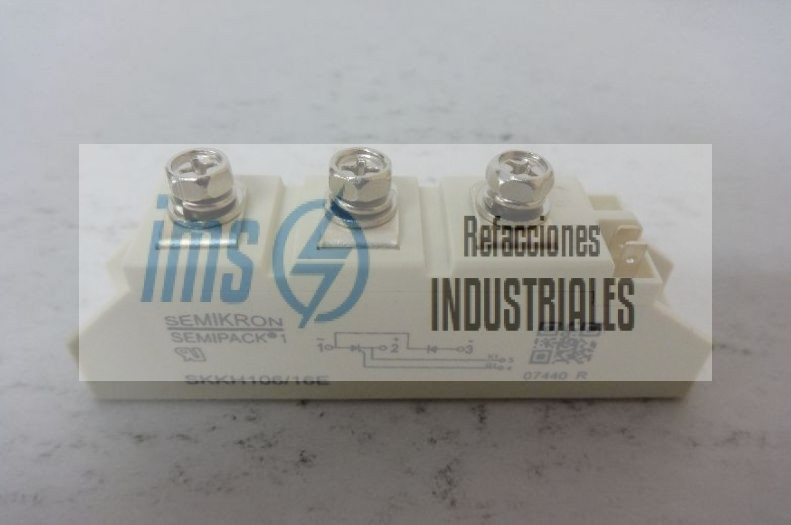 ims
Refacciones
INDUSTRIALES
SEMIKRON
SEMIPACK® 1
1 2 3
SKKH106/16E
07440 R